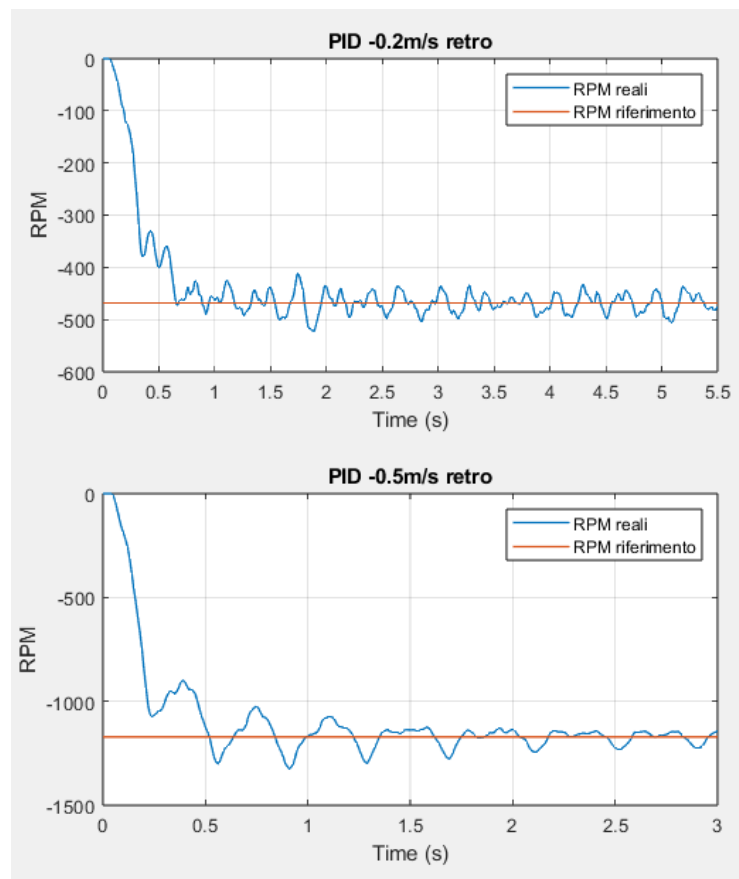 PID -0.2m/s retro
0
-100
-200
-300
-400
-500
-600
RPM
RPM reali
RPM riferimento
0 0.5 1 1.5 2 2.5 3 3.5 4 4.5 5 5.5
Time (s)
PID -0.5m/s retro
0
-500
-1000
-1500
RPM
RPM reali
RPM riferimento
0 0.5 1 1.5 2 2.5 3
Time (s)